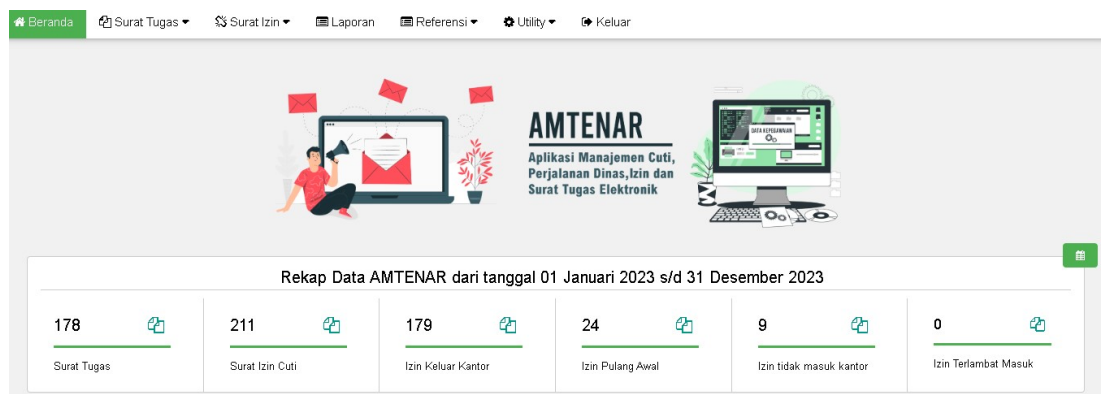 Beranda Surat Tugas Surat Izin Laporan Referensi Utility Keluar
AMTENAR
Aplikasi Manajemen Cuti,
Perjalanan Dinas,Izin dan
Surat Tugas Elektronik
DATA KEPEGAWAIAN
Rekap Data AMTENAR dari tanggal 01 Januari 2023 s/d 31 Desember 2023
178 211 179 24 9 0
Surat Tugas Surat Izin Cuti Izin Keluar Kantor Izin Pulang Awal Izin tidak masuk kantor Izin Terlambat Masuk